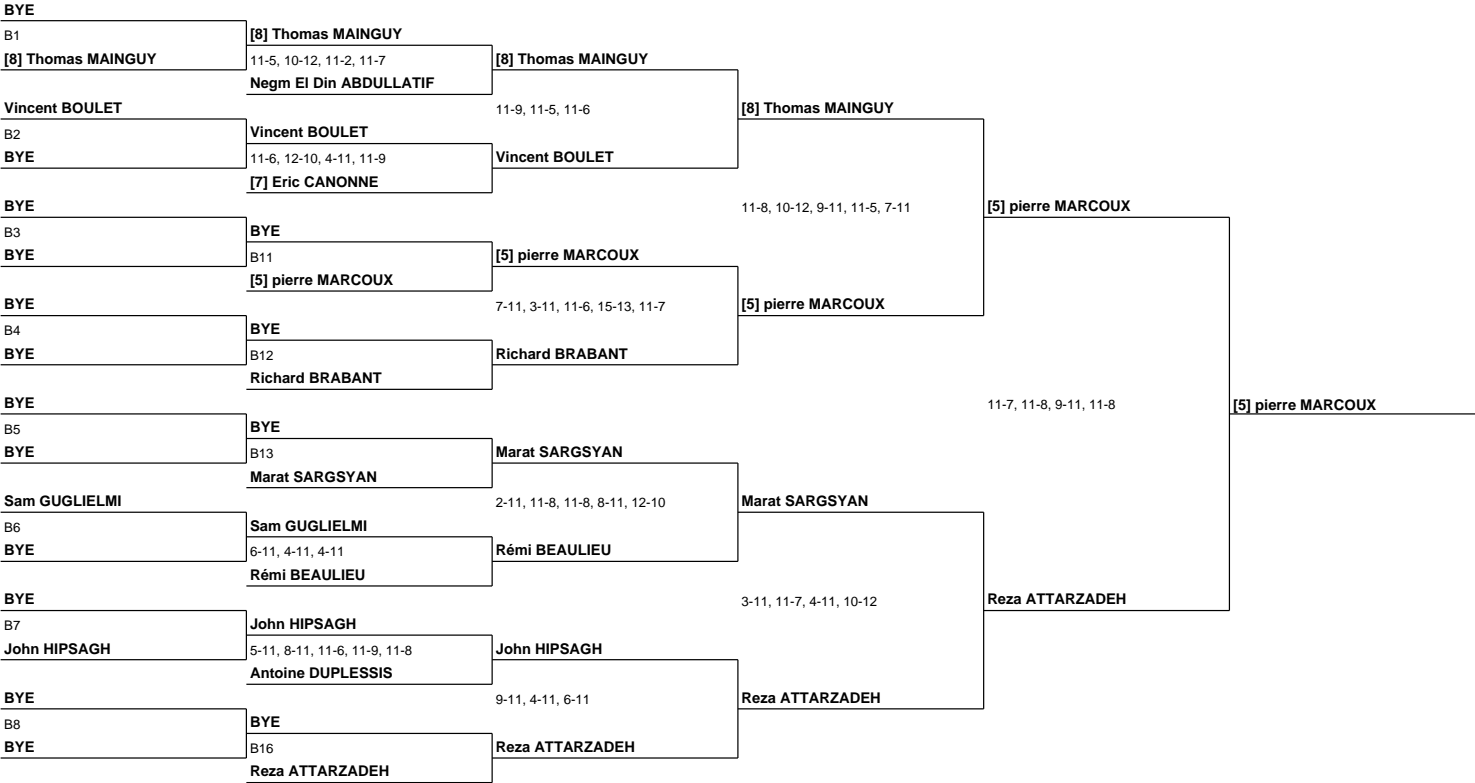 BYE
B1
[8] Thomas MAINGUY
Vincent BOULET
B2
BYE
BYE
B3
BYE
BYE
B4
BYE
BYE
B5
BYE
Sam GUGLIELMI
B6
BYE
BYE
B7
John HIPSAGH
BYE
B8
BYE
[8] Thomas MAINGUY
11-5, 10-12, 11-2, 11-7
Negm El Din ABDULLATIF
Vincent BOULET
11-6, 12-10, 4-11, 11-9
[7] Eric CANONNE
BYE
B11
[5] pierre MARCOUX
BYE
B12
Richard BRABANT
BYE
B13
Marat SARGSYAN
Sam GUGLIELMI
6-11, 4-11, 4-11
Rémi BEAULIEU
John HIPSAGH
5-11, 8-11, 11-6, 11-9, 11-8
Antoine DUPLESSIS
BYE
B16
Reza ATTARZADEH
[8] Thomas MAINGUY
11-9, 11-5, 11-6
Vincent BOULET
[5] pierre MARCOUX
7-11, 3-11, 11-6, 15-13, 11-7
Richard BRABANT
Marat SARGSYAN
2-11, 11-8, 11-8, 8-11, 12-10
Rémi BEAULIEU
John HIPSAGH
9-11, 4-11, 6-11
Reza ATTARZADEH
[8] Thomas MAINGUY
11-8, 10-12, 9-11, 11-5, 7-11
[5] pierre MARCOUX
Marat SARGSYAN
3-11, 11-7, 4-11, 10-12
Reza ATTARZADEH
[5] pierre MARCOUX
11-7, 11-8, 9-11, 11-8
Reza ATTARZADEH
[5] pierre MARCOUX